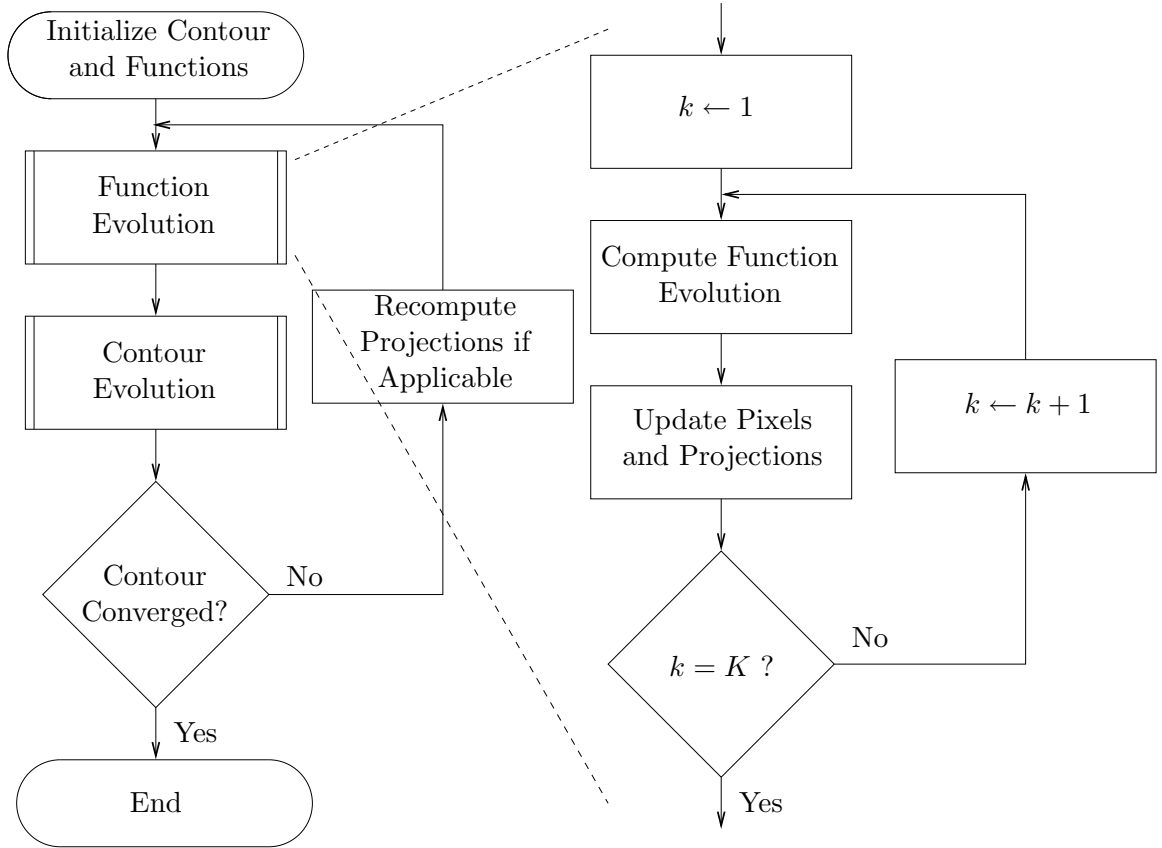 Initialize Contour
and Functions
Function
Evolution
Contour
Evolution
Recompute
Projections if
Applicable
Contour
Converged?
No
Yes
End
k ← 1
Compute Function
Evolution
Update Pixels
and Projections
k ← k + 1
k = K ?
No
Yes